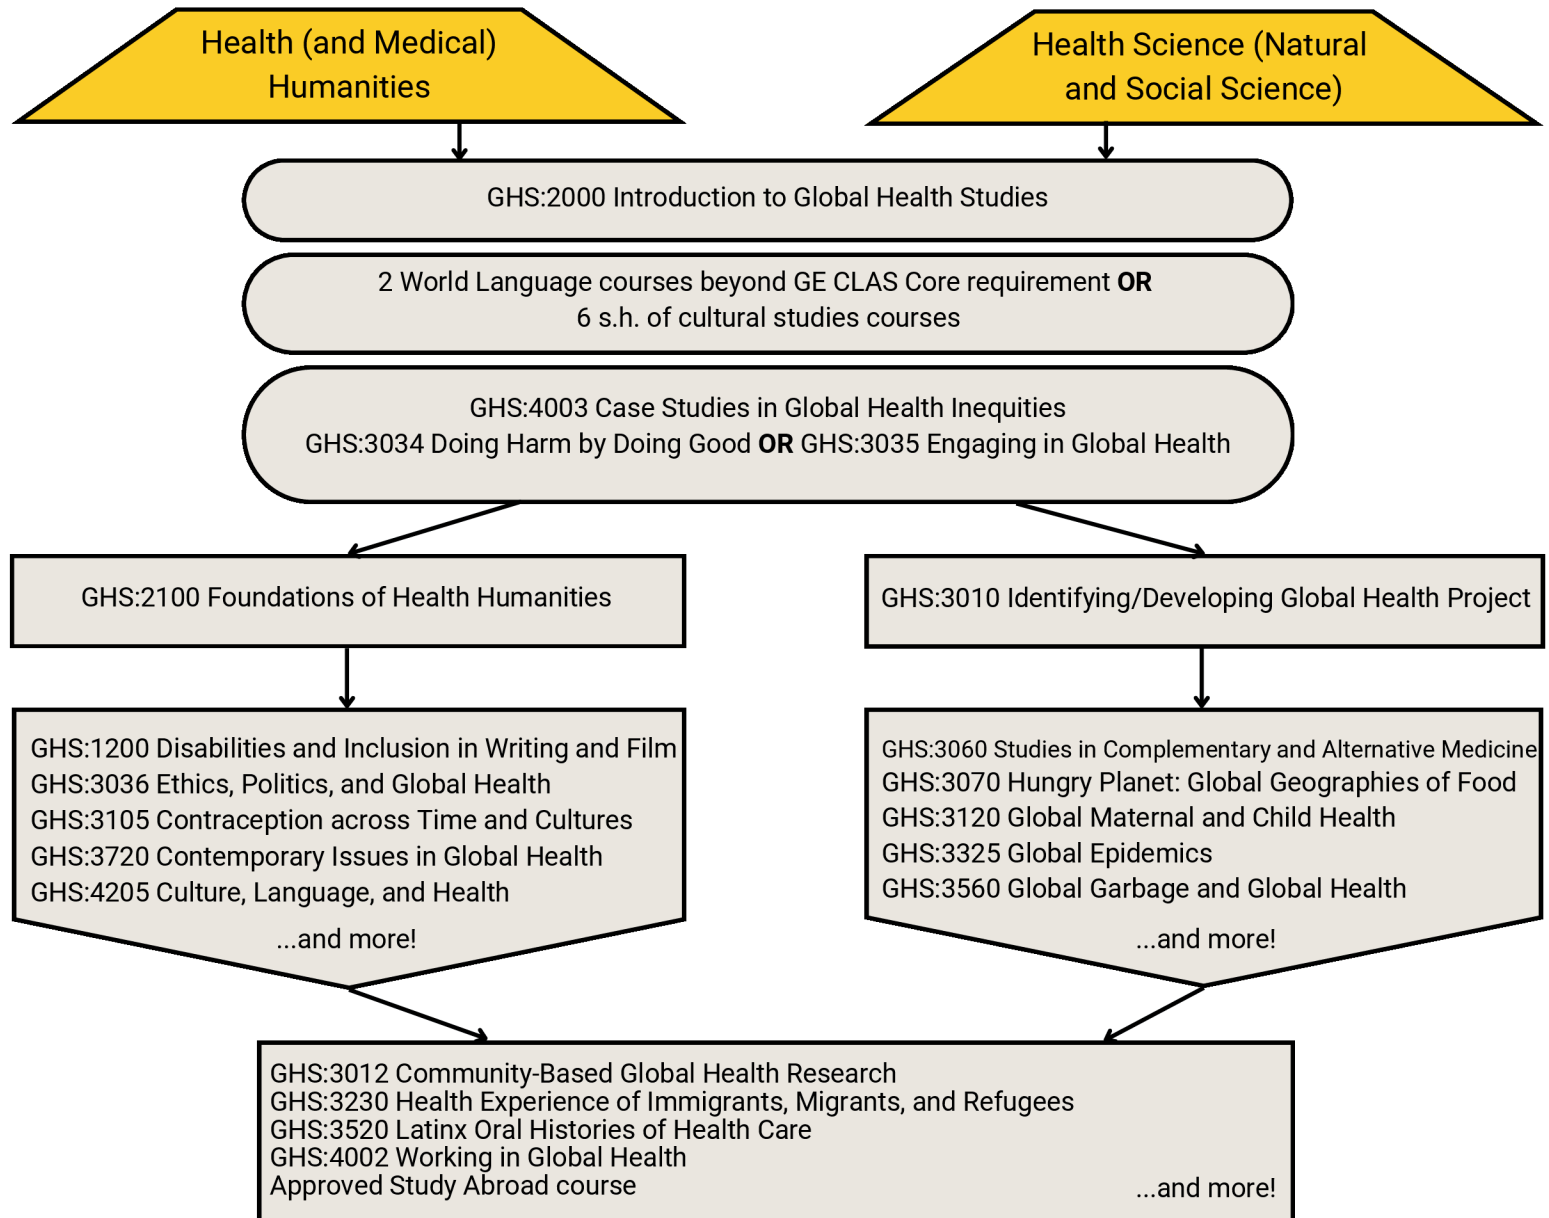 Health (and Medical)
Humanities
Health Science (Natural
and Social Science)
GHS:2000 Introduction to Global Health Studies
2 World Language courses beyond GE CLAS Core requirement OR
6 s.h. of cultural studies courses
GHS:4003 Case Studies in Global Health Inequities
GHS:3034 Doing Harm by Doing Good OR GHS:3035 Engaging in Global Health
GHS:2100 Foundations of Health Humanities
GHS:3010 Identifying/Developing Global Health Project
GHS:1200 Disabilities and Inclusion in Writing and Film
GHS:3036 Ethics, Politics, and Global Health
GHS:3105 Contraception across Time and Cultures
GHS:3720 Contemporary Issues in Global Health
GHS:4205 Culture, Language, and Health
...and more!
GHS:3060 Studies in Complementary and Alternative Medicine
GHS:3070 Hungry Planet: Global Geographies of Food
GHS:3120 Global Maternal and Child Health
GHS:3325 Global Epidemics
GHS:3560 Global Garbage and Global Health
...and more!
GHS:3012 Community-Based Global Health Research
GHS:3230 Health Experience of Immigrants, Migrants, and Refugees
GHS:3520 Latinx Oral Histories of Health Care
GHS:4002 Working in Global Health
Approved Study Abroad course
...and more!